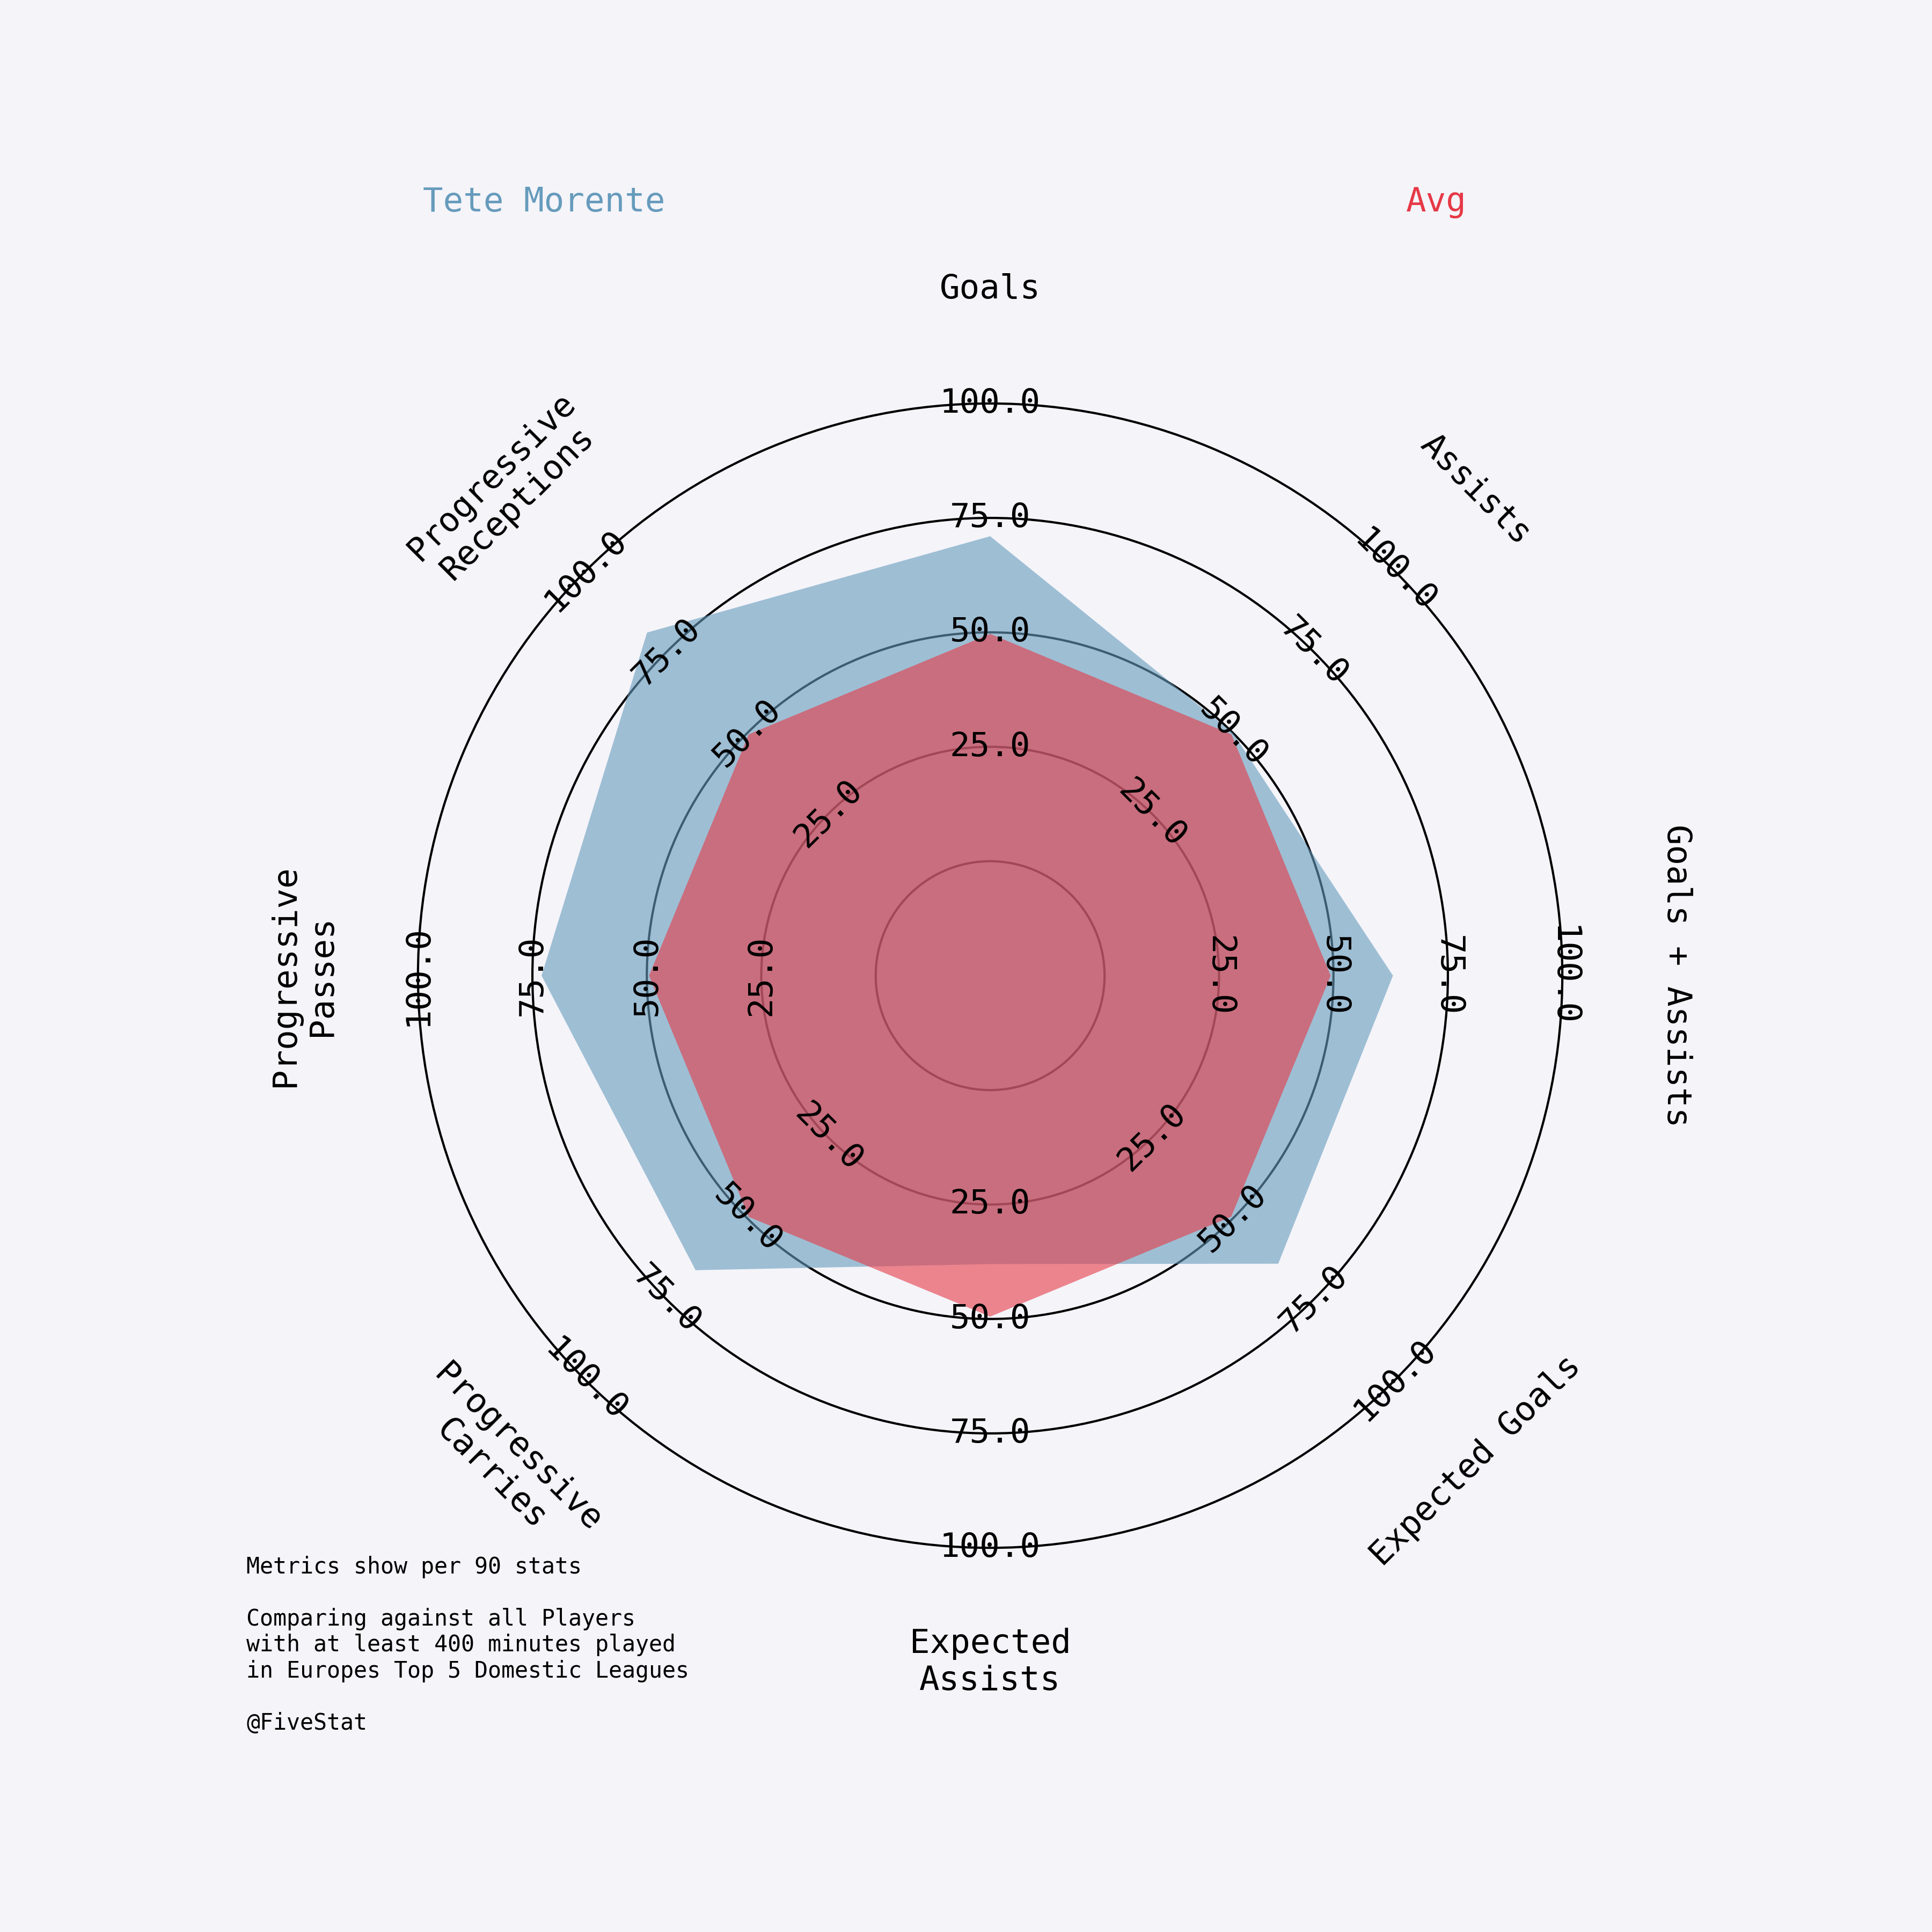 Tete Morente
Avg
Goals
Assists
Goals + Assists
Expected Goals
Expected
Assists
Progressive
Carries
Progressive
Passes
Progressive
Receptions
25.0
50.0
75.0
100.0
25.0
50.0
75.0
100.0
25.0
50.0
75.0
100.0
25.0
50.0
75.0
100.0
25.0
50.0
75.0
100.0
25.0
50.0
75.0
100.0
25.0
50.0
75.0
100.0
25.0
50.0
75.0
100.0
Metrics show per 90 stats
Comparing against all Players
with at least 400 minutes played
in Europes Top 5 Domestic Leagues
@FiveStat